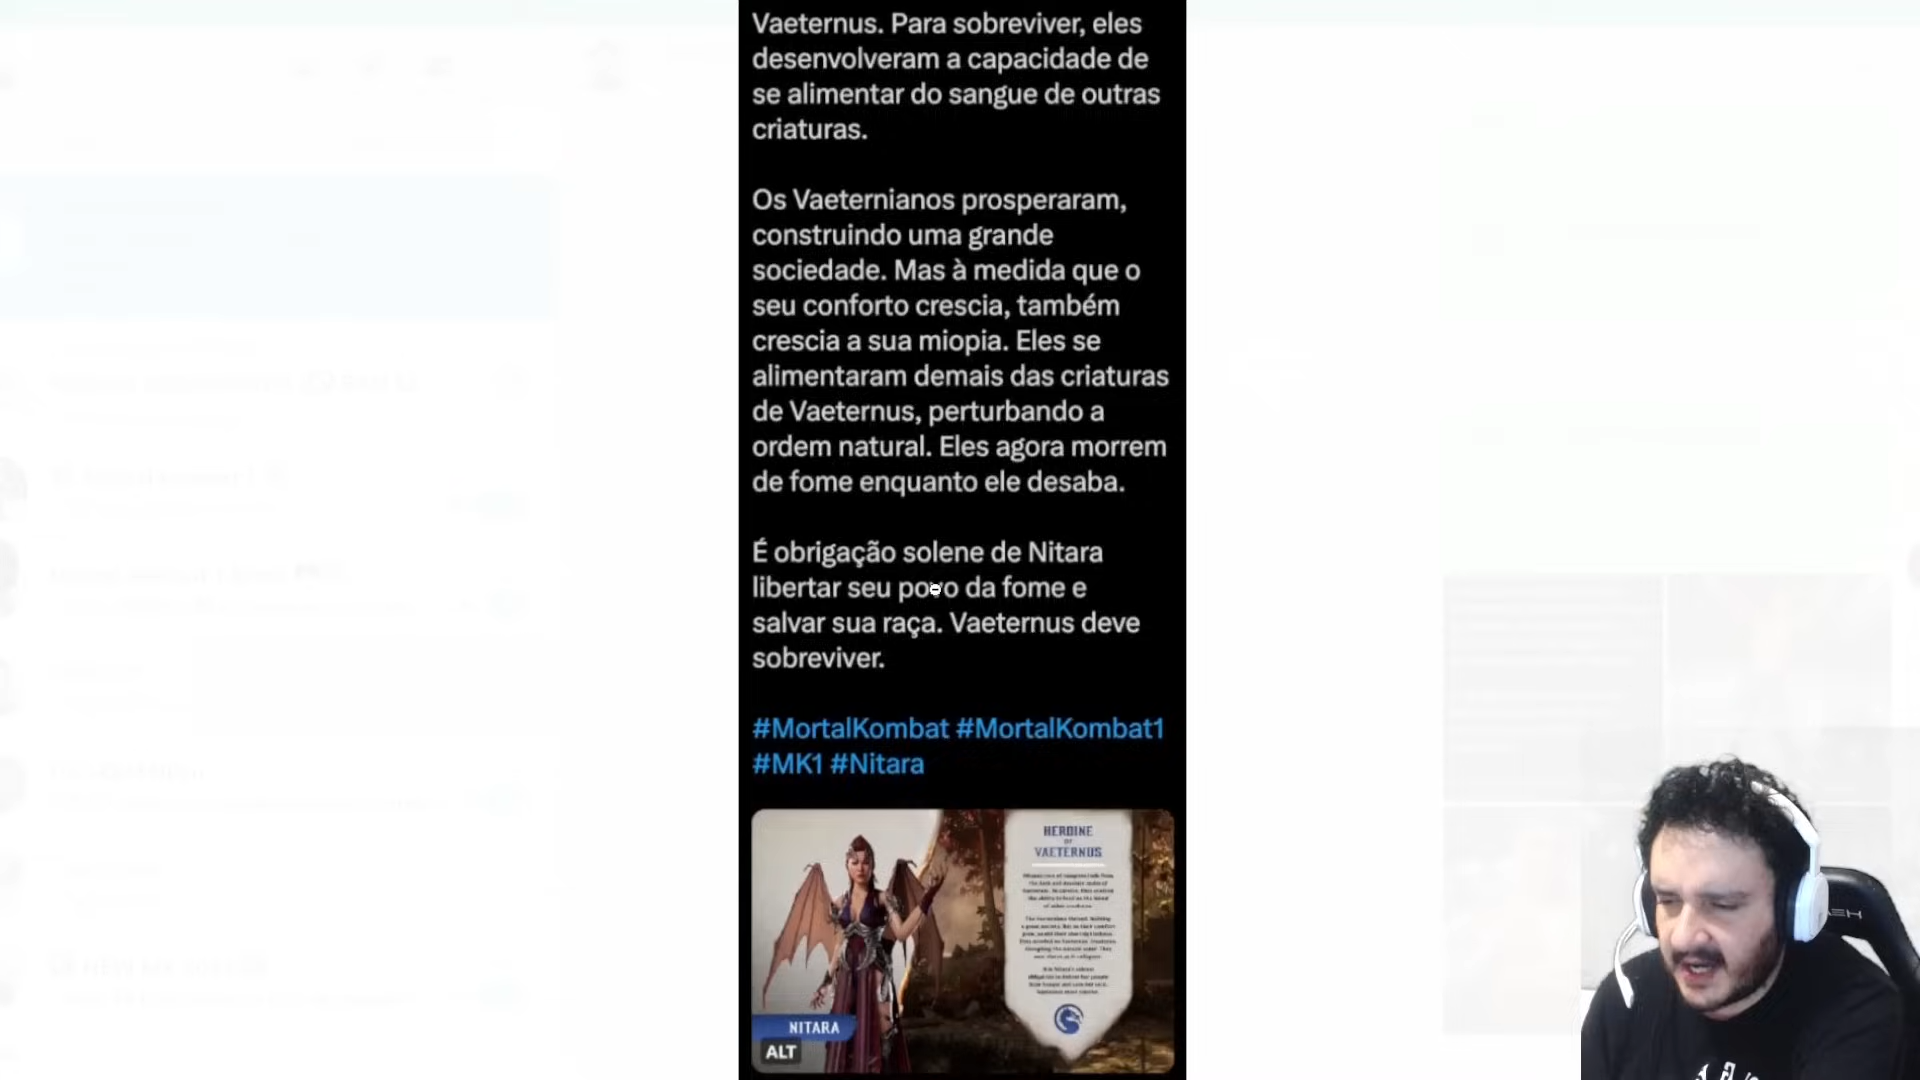 Vaeternus. Para sobreviver, eles
desenvolveram a capacidade de
se alimentar do sangue de outras
criaturas.
Os Vaeternianos prosperaram,
construindo uma grande
sociedade. Mas à medida que o
seu conforto crescia, também
crescia a sua miopia. Eles se
alimentaram demais das criaturas
de Vaeternus, perturbando a
ordem natural. Eles agora morrem
de fome enquanto ele desaba.
É obrigação solene de Nitara
libertar seu povo da fome e
salvar sua raça. Vaeternus deve
sobreviver.
#MortalKombat #MortalKombat1
#MK1 #Nitara
HEROINE
OF
VAETERNUS
NITARA
ALT